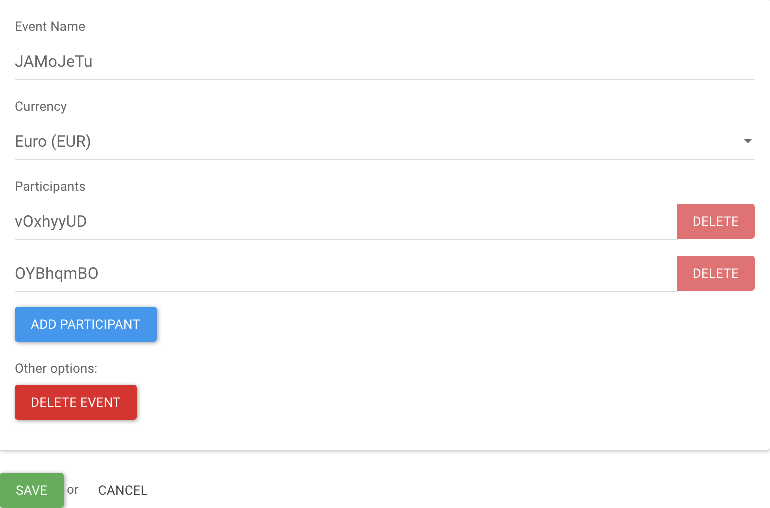 Event Name
JAMoJeTu
Currency
Euro (EUR)
Participants
vOxhyyUD
DELETE
OYBhqmBO
DELETE
ADD PARTICIPANT
Other options:
DELETE EVENT
SAVE or CANCEL